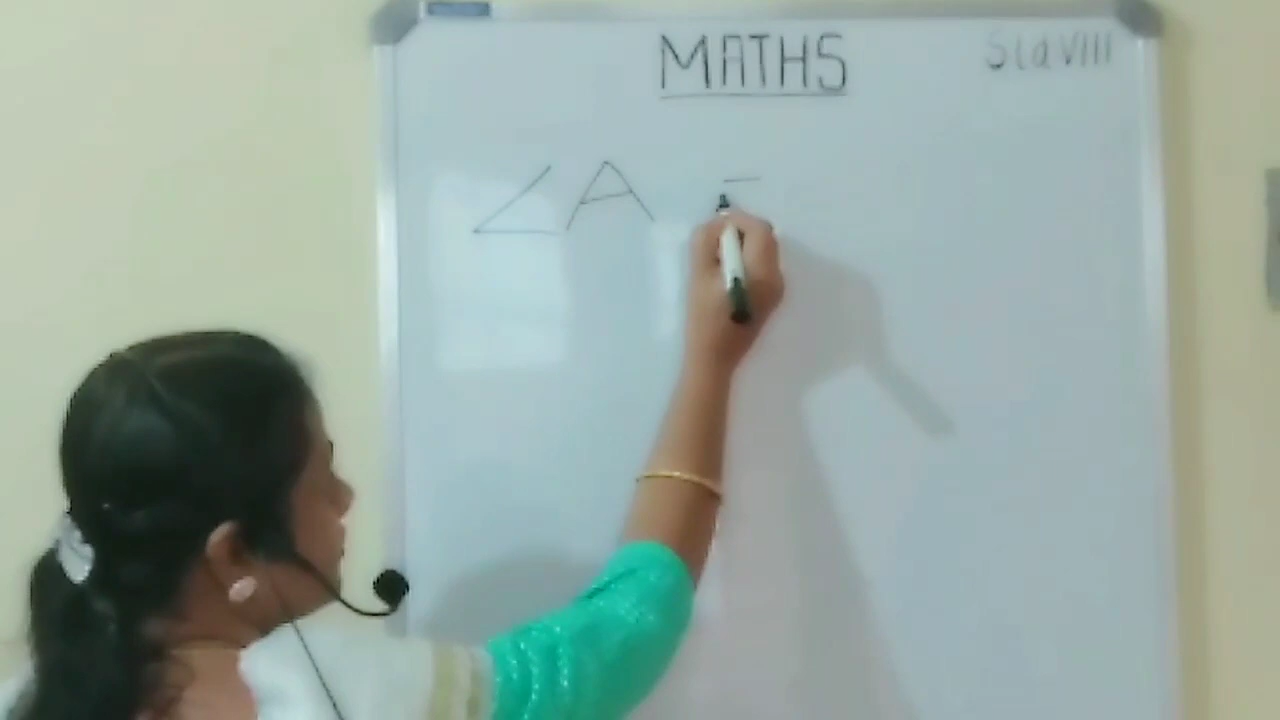 MATHS
Std VIII
∠A =